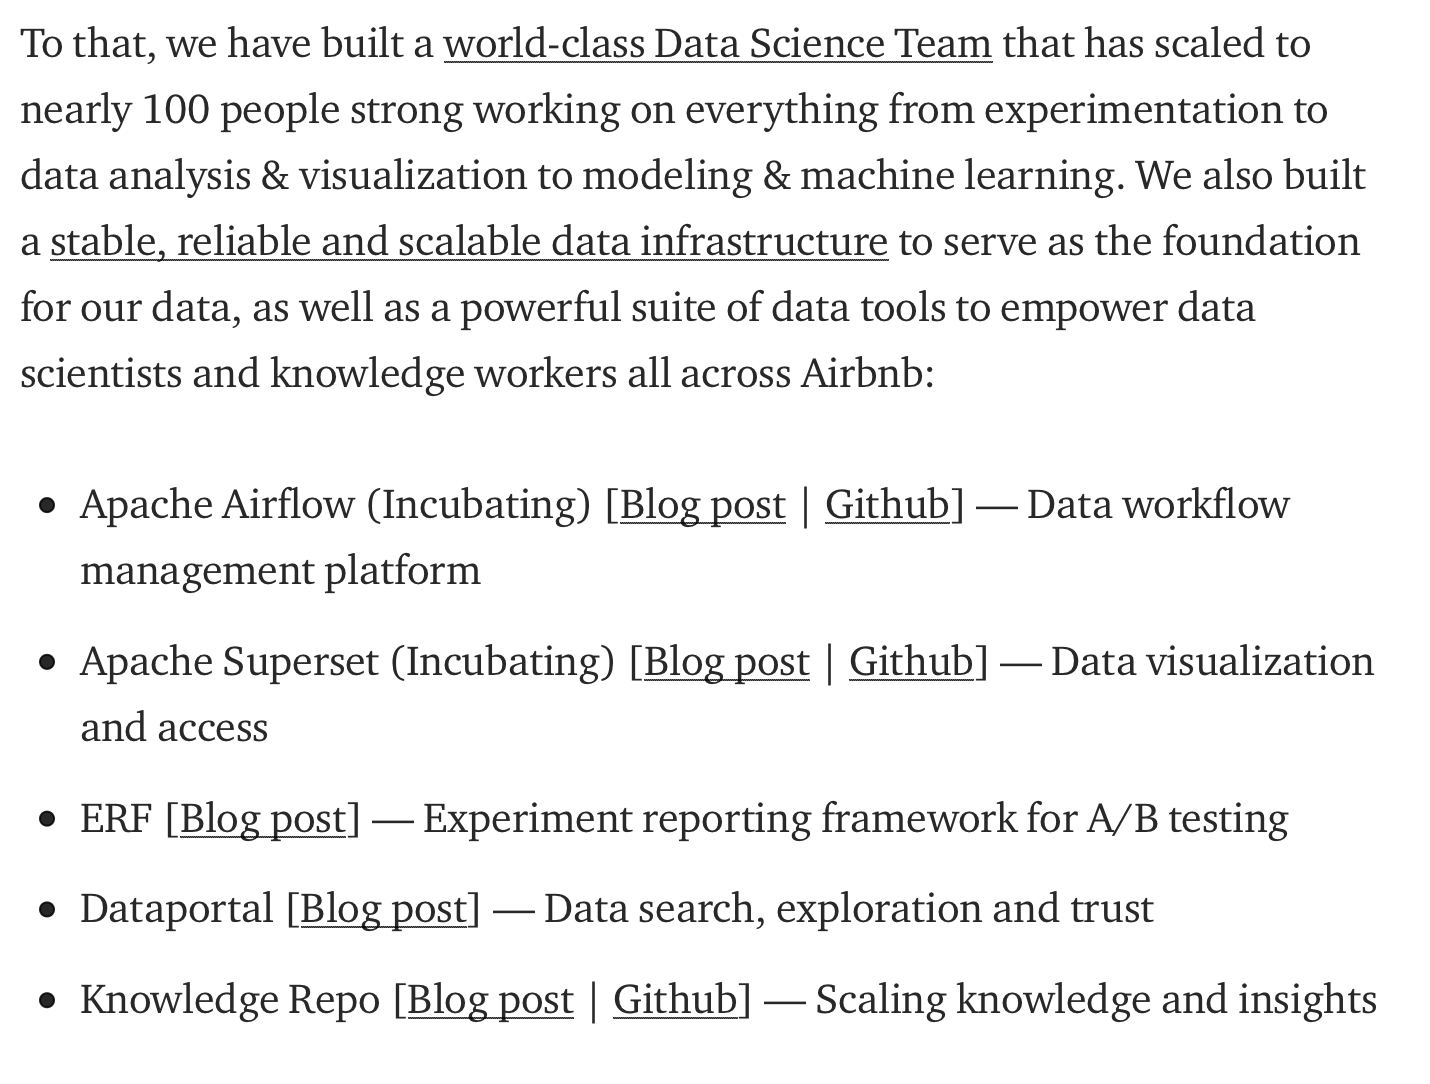 To that, we have built a world-class Data Science Team that has scaled to
nearly 100 people strong working on everything from experimentation to
data analysis & visualization to modeling & machine learning. We also built
a stable, reliable and scalable data infrastructure to serve as the foundation
for our data, as well as a powerful suite of data tools to empower data
scientists and knowledge workers all across Airbnb:
• Apache Airflow (Incubating) [Blog post | Github] — Data workflow
management platform
• Apache Superset (Incubating) [Blog post | Github] — Data visualization
and access
• ERF [Blog post] — Experiment reporting framework for A/B testing
• Dataportal [Blog post] — Data search, exploration and trust
• Knowledge Repo [Blog post | Github] — Scaling knowledge and insights